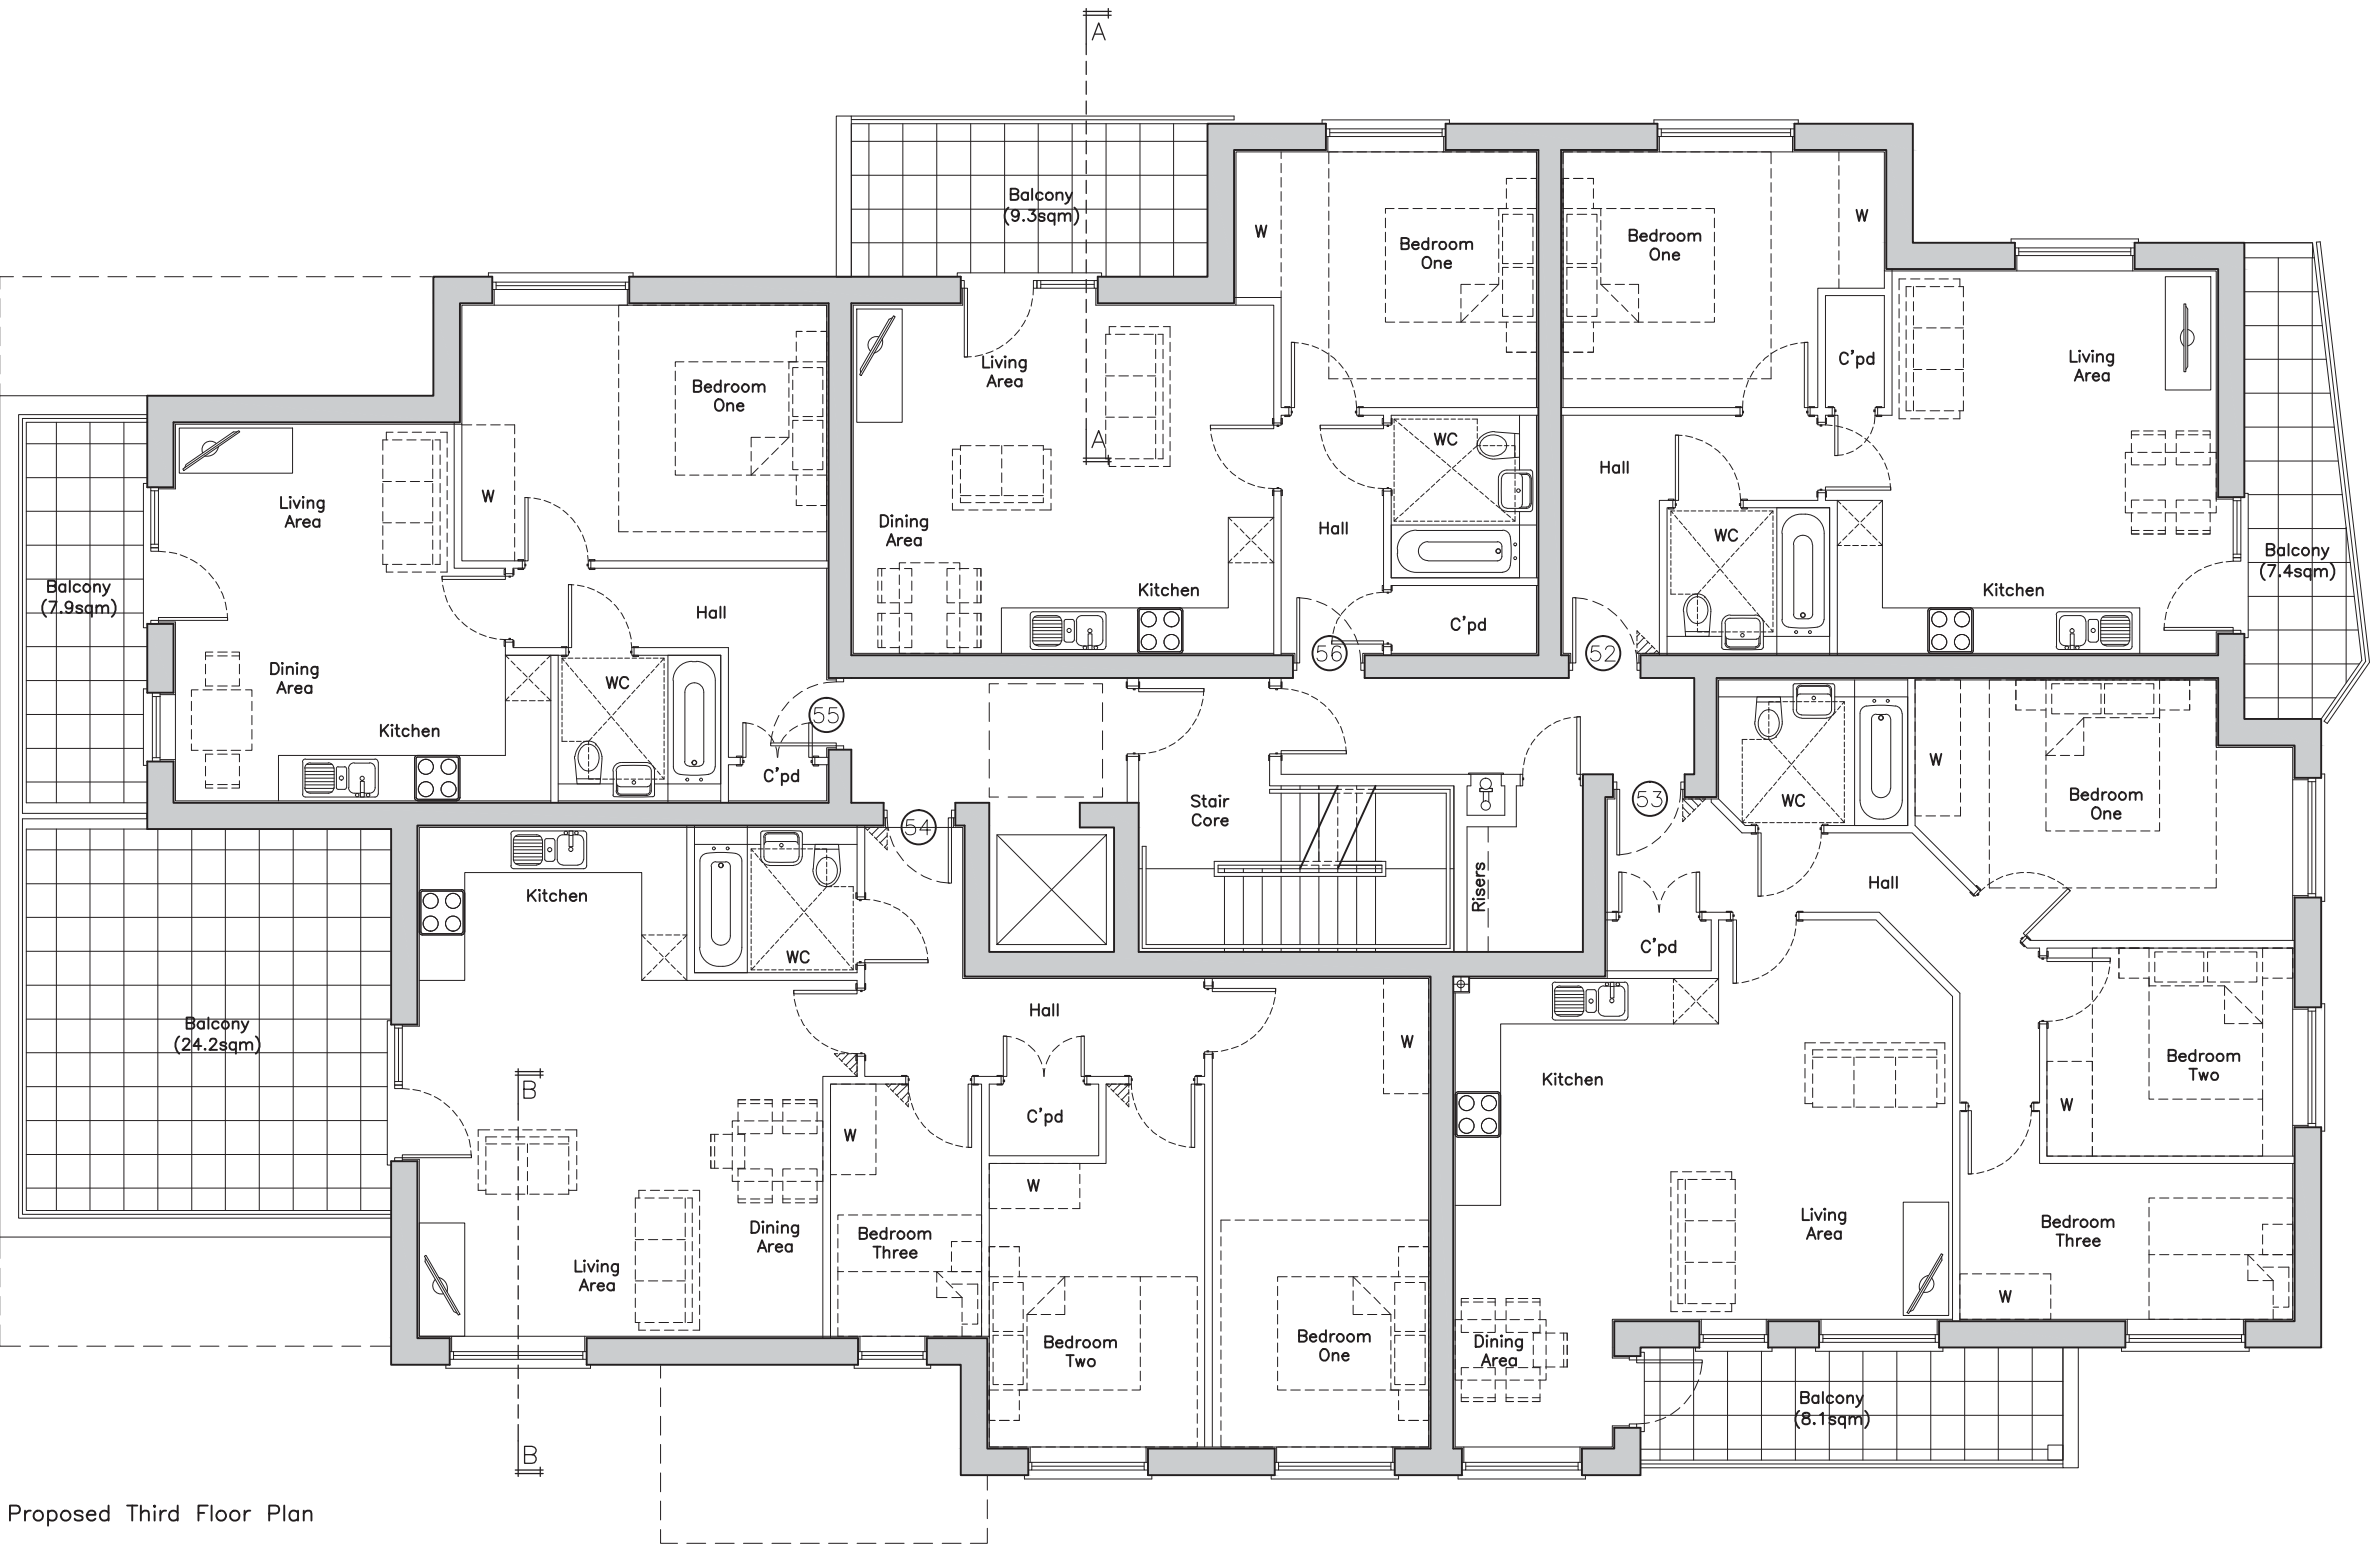 A
Balcony
(9.3sqm)
W
Bedroom
One
Bedroom
One
W
C'pd
Living
Area
Living
Area
Bedroom
One
A
WC
Hall
W
Living
Area
Dining
Area
Hall
WC
Balcony
(7.4sqm)
Balcony
(7.9sqm)
Kitchen
Kitchen
Hall
C'pd
56
52
Dining
Area
WC
55
Kitchen
C'pd
Stair
Core
54
53
WC
W
Bedroom
One
Kitchen
WC
Risers
Hall
C'pd
Balcony
(24.2sqm)
Hall
W
Kitchen
Bedroom
Two
W
B
C'pd
W
W
Dining
Area
Bedroom
Three
Living
Area
Living
Area
Bedroom
Three
W
Bedroom
Two
Bedroom
One
Dining
Area
Balcony
(8.1sqm)
B
Proposed Third Floor Plan